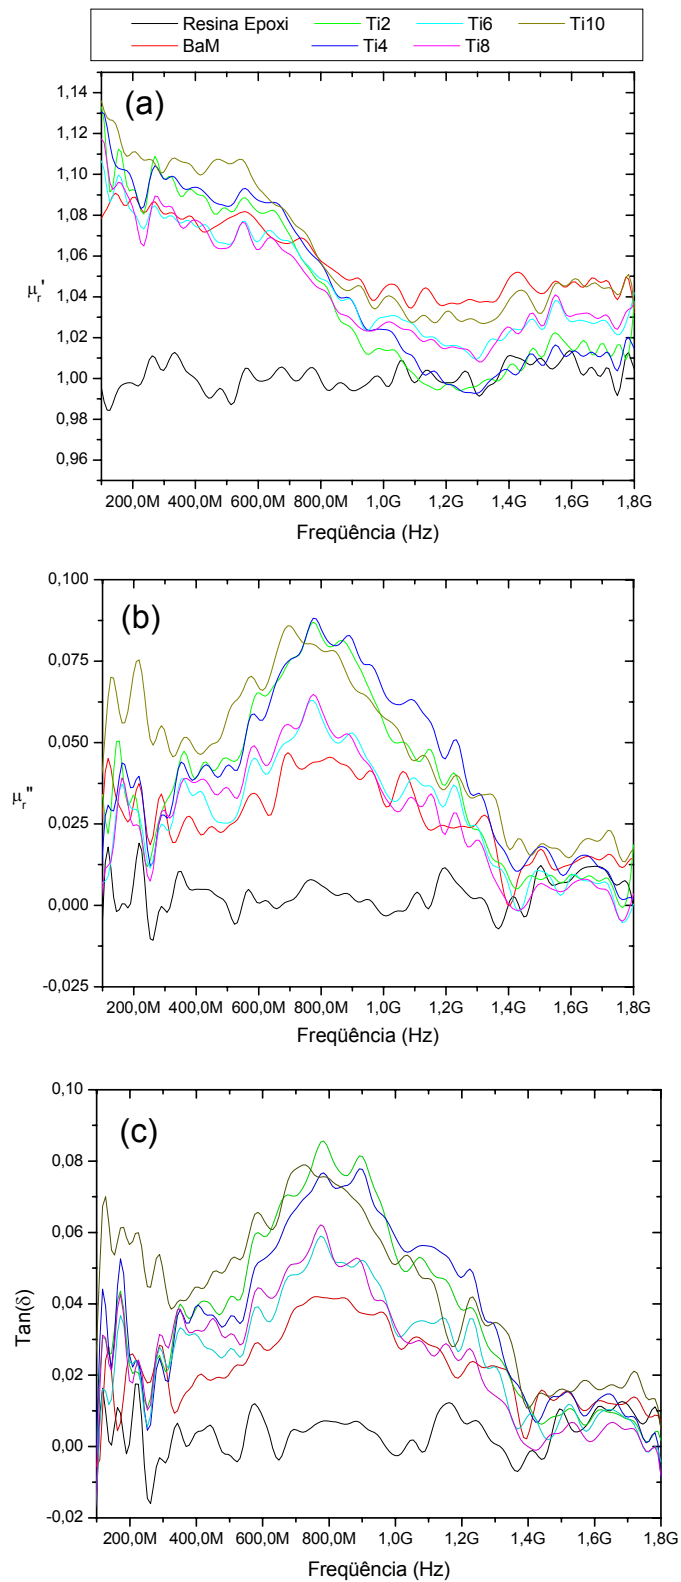 Resina Epoxi Ti2 Ti6 Ti10
BaM Ti4 Ti8
(a)
1,14
1,12
1,10
1,08
1,06
1,04
1,02
1,00
0,98
0,96
μr'
200,0M 400,0M 600,0M 800,0M 1,0G 1,2G 1,4G 1,6G 1,8G
Freqüência (Hz)
(b)
0,100
0,075
0,050
0,025
0,000
-0,025
μr''
200,0M 400,0M 600,0M 800,0M 1,0G 1,2G 1,4G 1,6G 1,8G
Freqüência (Hz)
(c)
0,10
0,08
0,06
0,04
0,02
0,00
-0,02
Tan(δ)
200,0M 400,0M 600,0M 800,0M 1,0G 1,2G 1,4G 1,6G 1,8G
Freqüência (Hz)